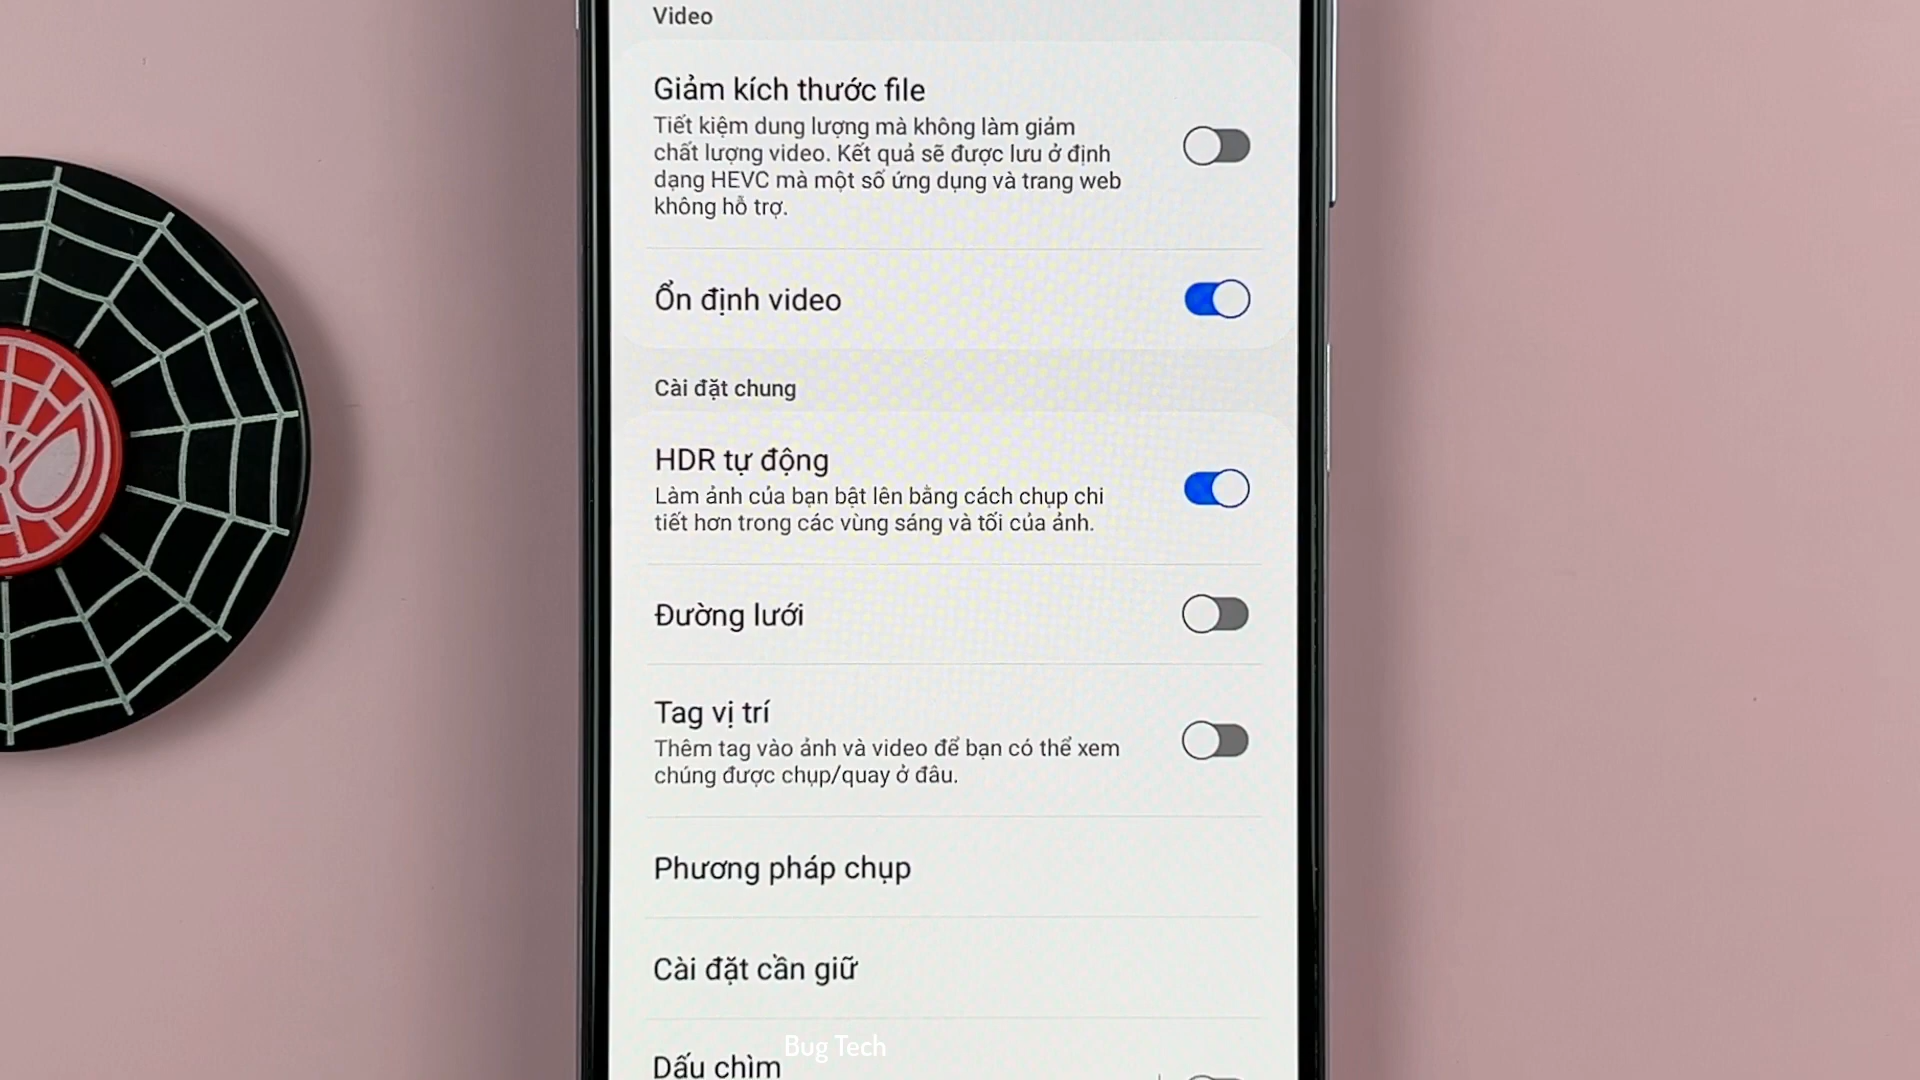 Video
Giảm kích thước file
Tiết kiệm dung lượng mà không làm giảm
chất lượng video. Kết quả sẽ được lưu ở định
dạng HEVC mà một số ứng dụng và trang web
không hỗ trợ.
Ổn định video
Cài đặt chung
HDR tự động
Làm ảnh của bạn bật lên bằng cách chụp chi
tiết hơn trong các vùng sáng và tối của ảnh.
Đường lưới
Tag vị trí
Thêm tag vào ảnh và video để bạn có thể xem
chúng được chụp/quay ở đâu.
Phương pháp chụp
Cài đặt cần giữ
Bug Tech
Dấu chìm